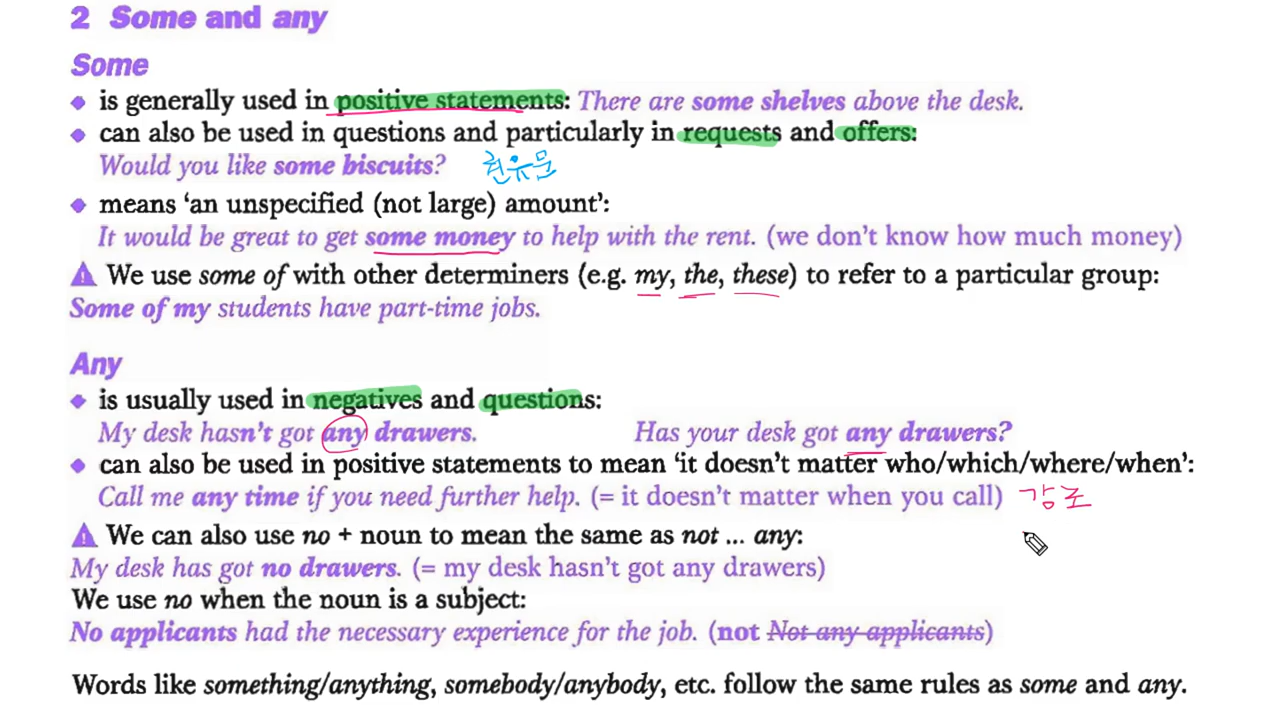 2 Some and any
Some
◆ is generally used in positive statements: There are some shelves above the desk.
◆ can also be used in questions and particularly in requests and offers:
Would you like some biscuits? 권유문
◆ means ‘an unspecified (not large) amount’:
It would be great to get some money to help with the rent. (we don’t know how much money)
We use some of with other determiners (e.g. my, the, these) to refer to a particular group:
Some of my students have part-time jobs.
Any
◆ is usually used in negatives and questions:
My desk hasn’t got any drawers. Has your desk got any drawers?
◆ can also be used in positive statements to mean ‘it doesn’t matter who/which/where/when’:
Call me any time if you need further help. (= it doesn’t matter when you call) 강조
We can also use no + noun to mean the same as not ... any:
My desk has got no drawers. (= my desk hasn’t got any drawers)
We use no when the noun is a subject:
No applicants had the necessary experience for the job. (not Not any applicants)
Words like something/anything, somebody/anybody, etc. follow the same rules as some and any.